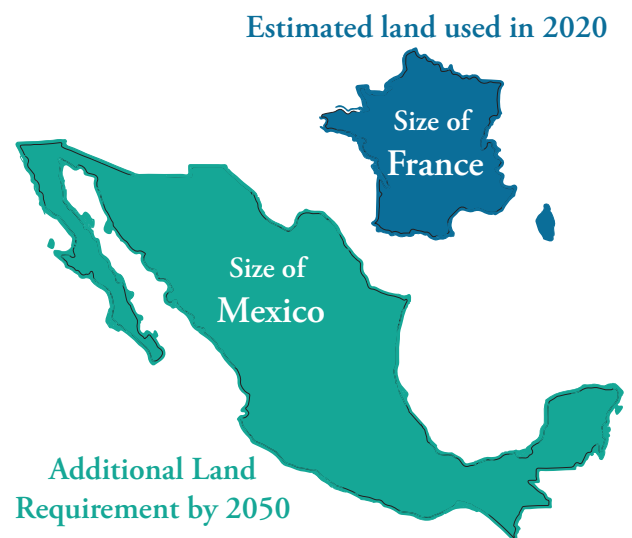 Estimated land used in 2020
Size of
France
Size of
Mexico
Additional Land
Requirement by 2050